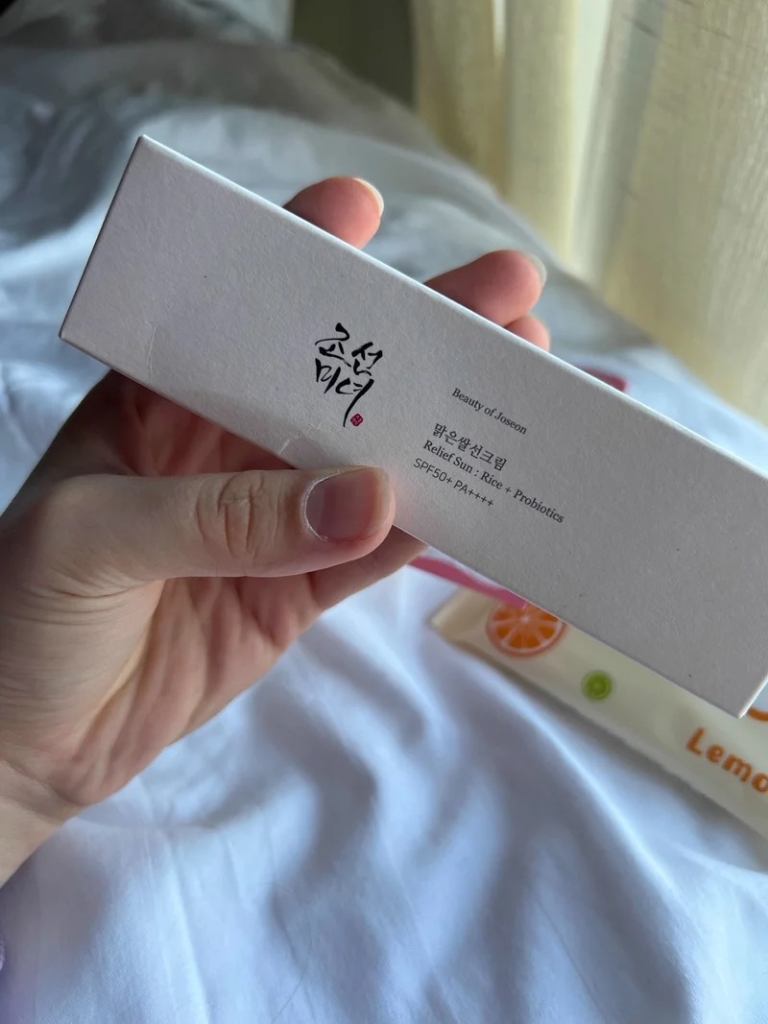 조선
미녀
Beauty of Joseon
맑은쌀선크림
Relief Sun : Rice + Probiotics
SPF50+ PA++++